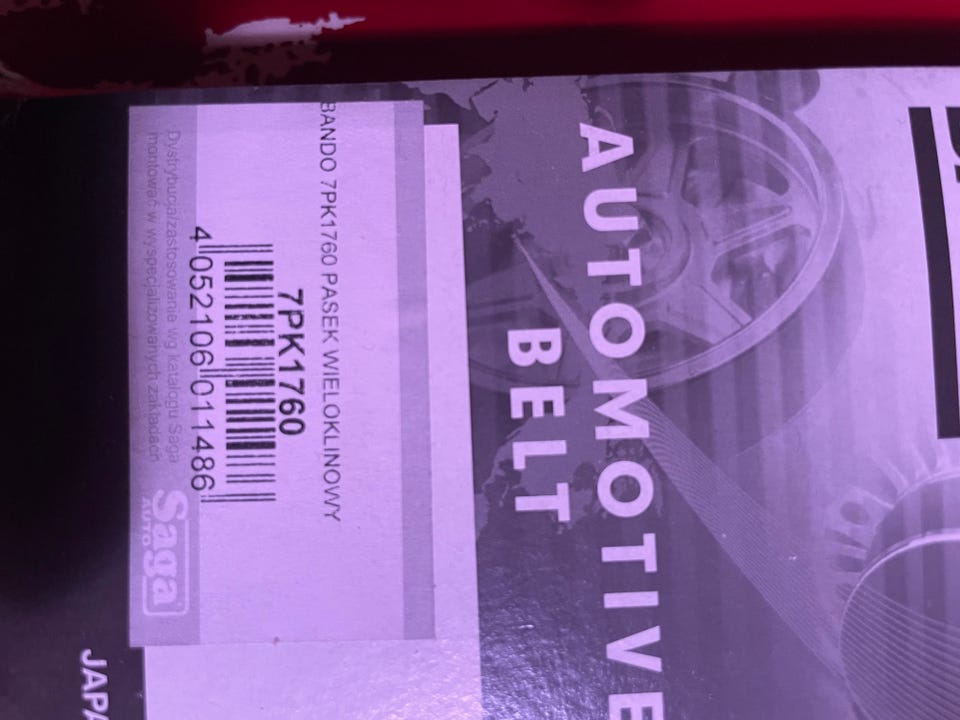 BANDO 7PK1760 PASEK WIELOKLINOWY
7PK1760
4 052106 011486
Dystrybucja/zastosowanie wg katalogu Saga
montować w wyspecjalizowanych zakładach
Saga
AUTO
AUTOMOTIVE
BELT